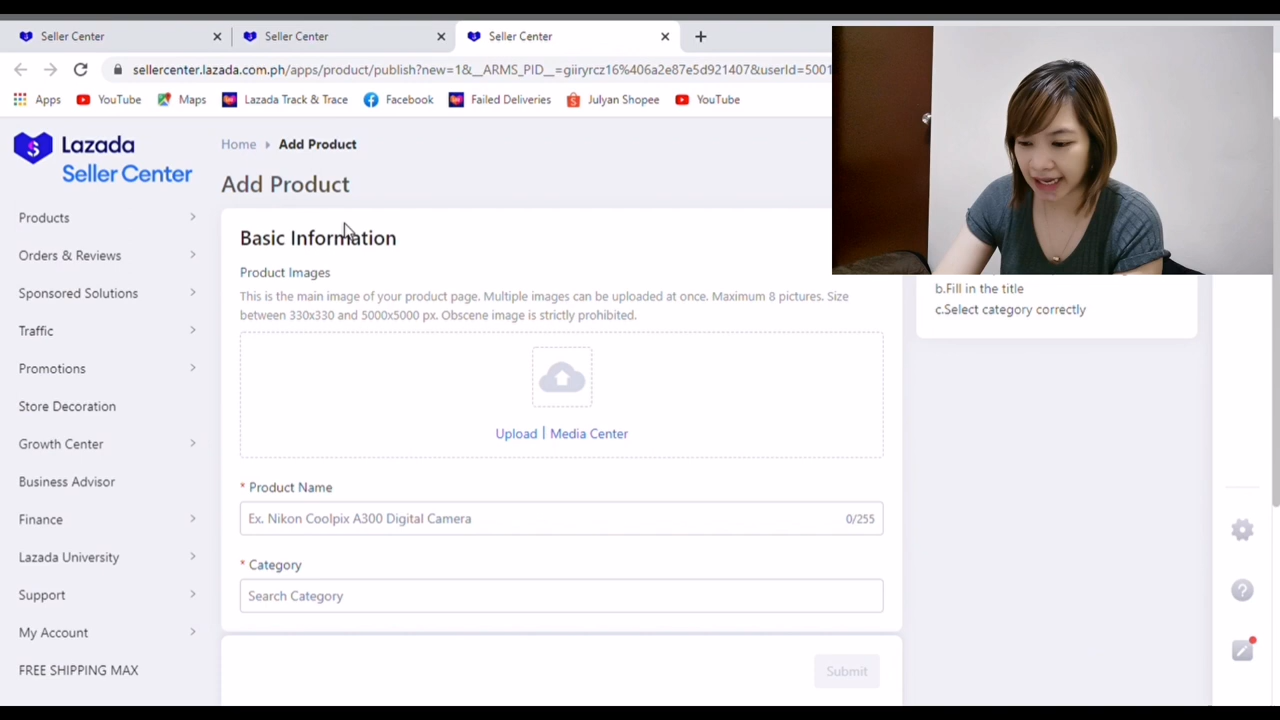 Seller Center
Seller Center
Seller Center
sellercenter.lazada.com.ph/apps/product/publish?new=1&__ARMS_PID__=giiryrcz16%406a2e87e5d921407&userId=5001
Apps
YouTube
Maps
Lazada Track & Trace
Facebook
Failed Deliveries
Julyan Shopee
YouTube
Lazada
Seller Center
Home
Add Product
Add Product
Products
Orders & Reviews
Sponsored Solutions
Traffic
Promotions
Store Decoration
Growth Center
Business Advisor
Finance
Lazada University
Support
My Account
FREE SHIPPING MAX
Basic Information
Product Images
This is the main image of your product page. Multiple images can be uploaded at once. Maximum 8 pictures. Size
between 330x330 and 5000x5000 px. Obscene image is strictly prohibited.
Upload | Media Center
* Product Name
Ex. Nikon Coolpix A300 Digital Camera 0/255
* Category
Search Category
Submit
b.Fill in the title
c.Select category correctly